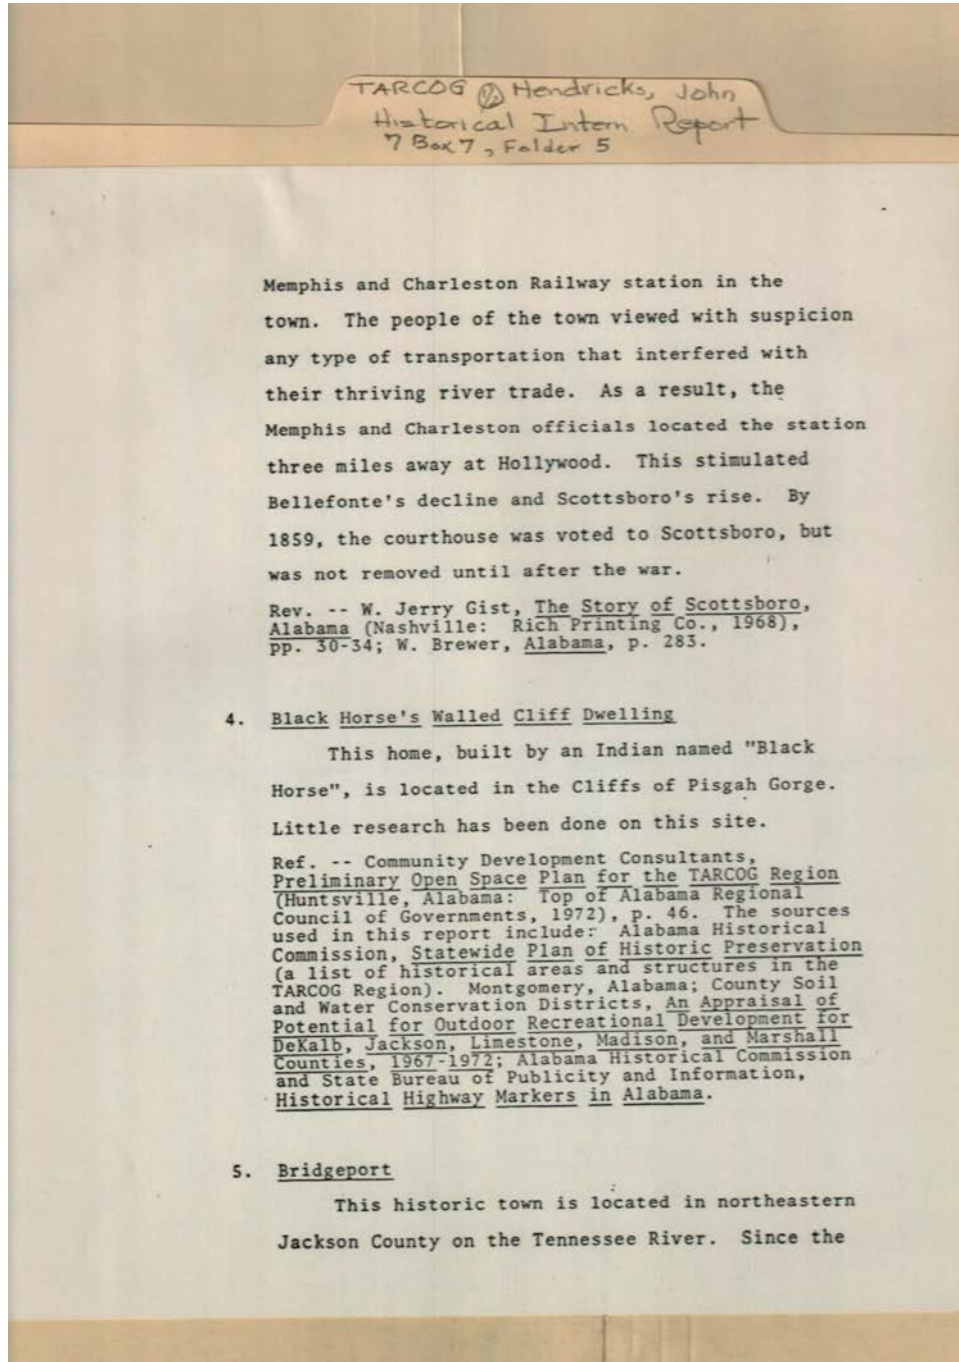 TARCOG Hendricks, John
Historical Intern Report
7 Box 7, Folder 5
Memphis and Charleston Railway station in the
town. The people of the town viewed with suspicion
any type of transportation that interfered with
their thriving river trade. As a result, the
Memphis and Charleston officials located the station
three miles away at Hollywood. This stimulated
Bellefonte's decline and Scottsboro's rise. By
1859, the courthouse was voted to Scottsboro, but
was not removed until after the war.
Rev. -- W. Jerry Gist, The Story of Scottsboro,
Alabama (Nashville: Rich Printing Co., 1968),
pp. 30-34; W. Brewer, Alabama, p. 283.
4. Black Horse's Walled Cliff Dwelling
This home, built by an Indian named "Black
Horse", is located in the Cliffs of Pisgah Gorge.
Little research has been done on this site.
Ref. -- Community Development Consultants,
Preliminary Open Space Plan for the TARCOG Region
(Huntsville, Alabama: Top of Alabama Regional
Council of Governments, 1972), p. 46. The sources
used in this report include: Alabama Historical
Commission, Statewide Plan of Historic Preservation
(a list of historical areas and structures in the
TARCOG Region). Montgomery, Alabama; County Soil
and Water Conservation Districts, An Appraisal of
Potential for Outdoor Recreational Development for
DeKalb, Jackson, Limestone, Madison, and Marshall
Counties, 1967-1972; Alabama Historical Commission
and State Bureau of Publicity and Information,
Historical Highway Markers in Alabama.
5. Bridgeport
This historic town is located in northeastern
Jackson County on the Tennessee River. Since the